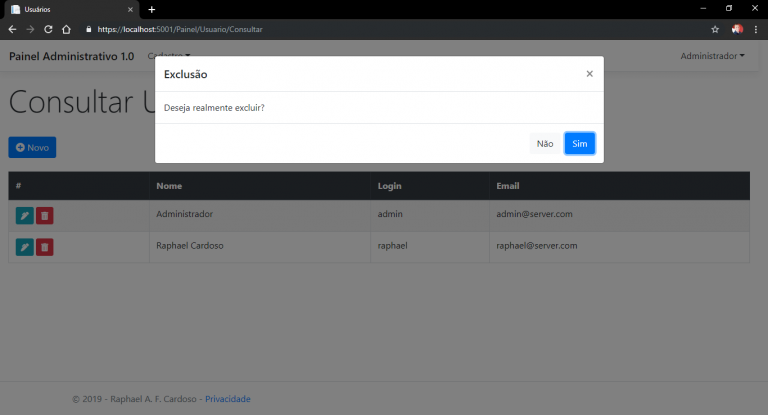 Usuários
https://localhost:5001/Painel/Usuario/Consultar
Painel Administrativo 1.0 Cadastro Administrador
Exclusão
Deseja realmente excluir?
Não Sim
Consultar U
Novo
# Nome Login Email
Administrador admin admin@server.com
Raphael Cardoso raphael raphael@server.com
© 2019 - Raphael A. F. Cardoso - Privacidade